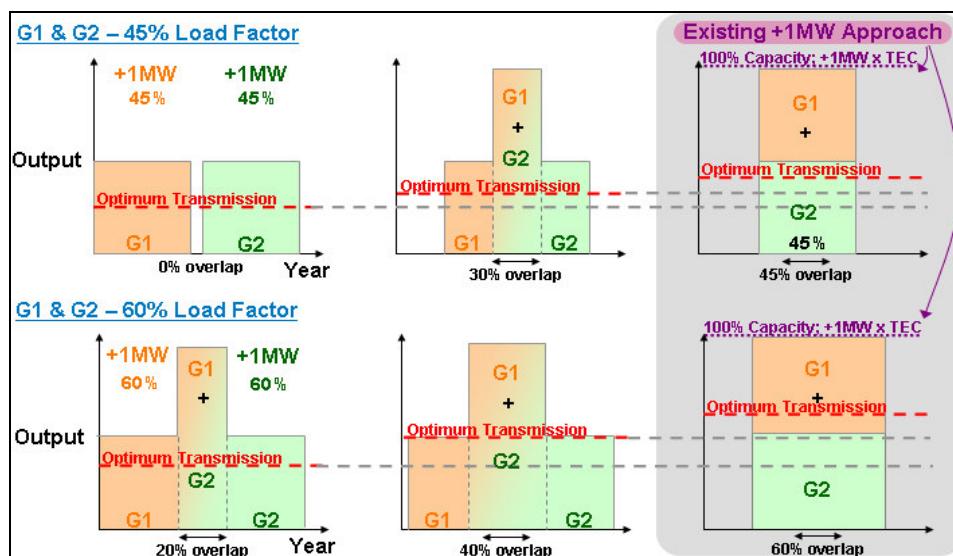 G1 & G2 – 45% Load Factor
Existing +1MW Approach
+1MW
45%
+1MW
45%
Output
Optimum Transmission
G1
G2
0% overlap
Year
G1
+
G2
Optimum Transmission
G1
G2
30% overlap
100% Capacity; +1MW x TEC
G1
+
Optimum Transmission
G2
45%
45% overlap
G1 & G2 – 60% Load Factor
+1MW
60%
+1MW
60%
G1
+
Output
Optimum Transmission
G2
G1
G2
20% overlap
Year
G1
+
Optimum Transmission
G2
G1
G2
40% overlap
100% Capacity; +1MW x TEC
G1
+
Optimum Transmission
G2
60% overlap